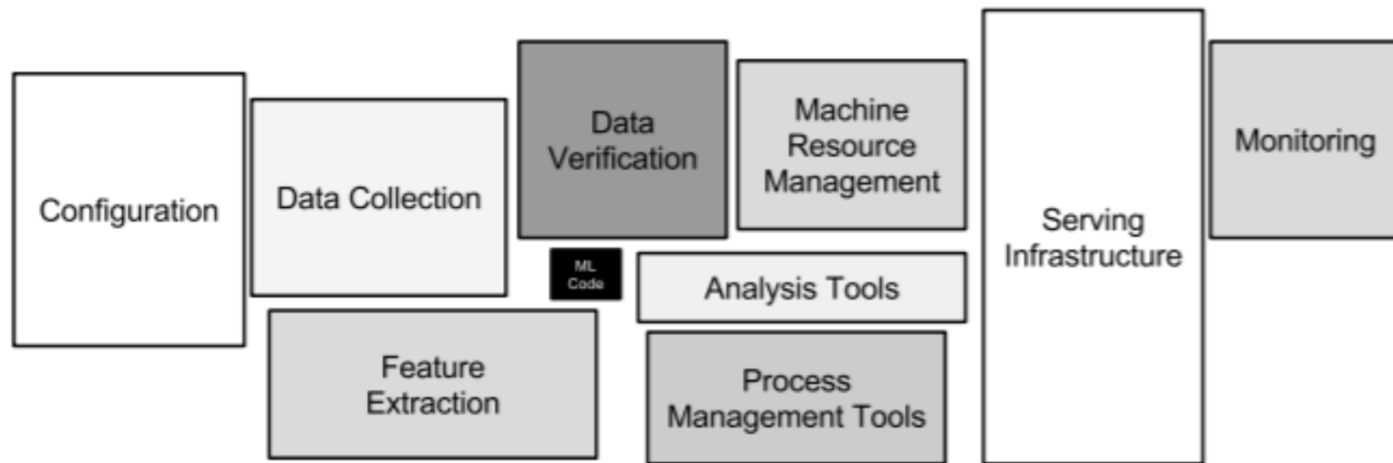 Configuration
Data Collection
Data
Verification
Machine
Resource
Management
Monitoring
Serving
Infrastructure
ML
Code
Analysis Tools
Feature
Extraction
Process
Management Tools